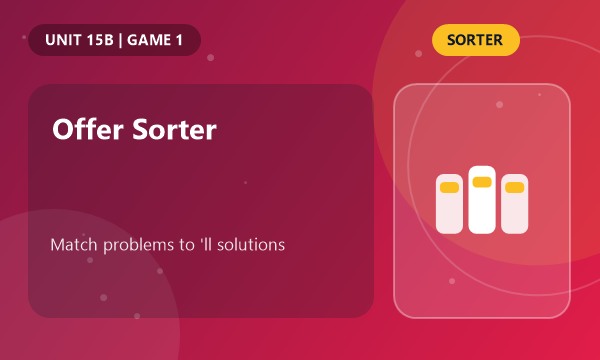 UNIT 15B | GAME 1
SORTER
Offer Sorter
Match problems to 'll solutions